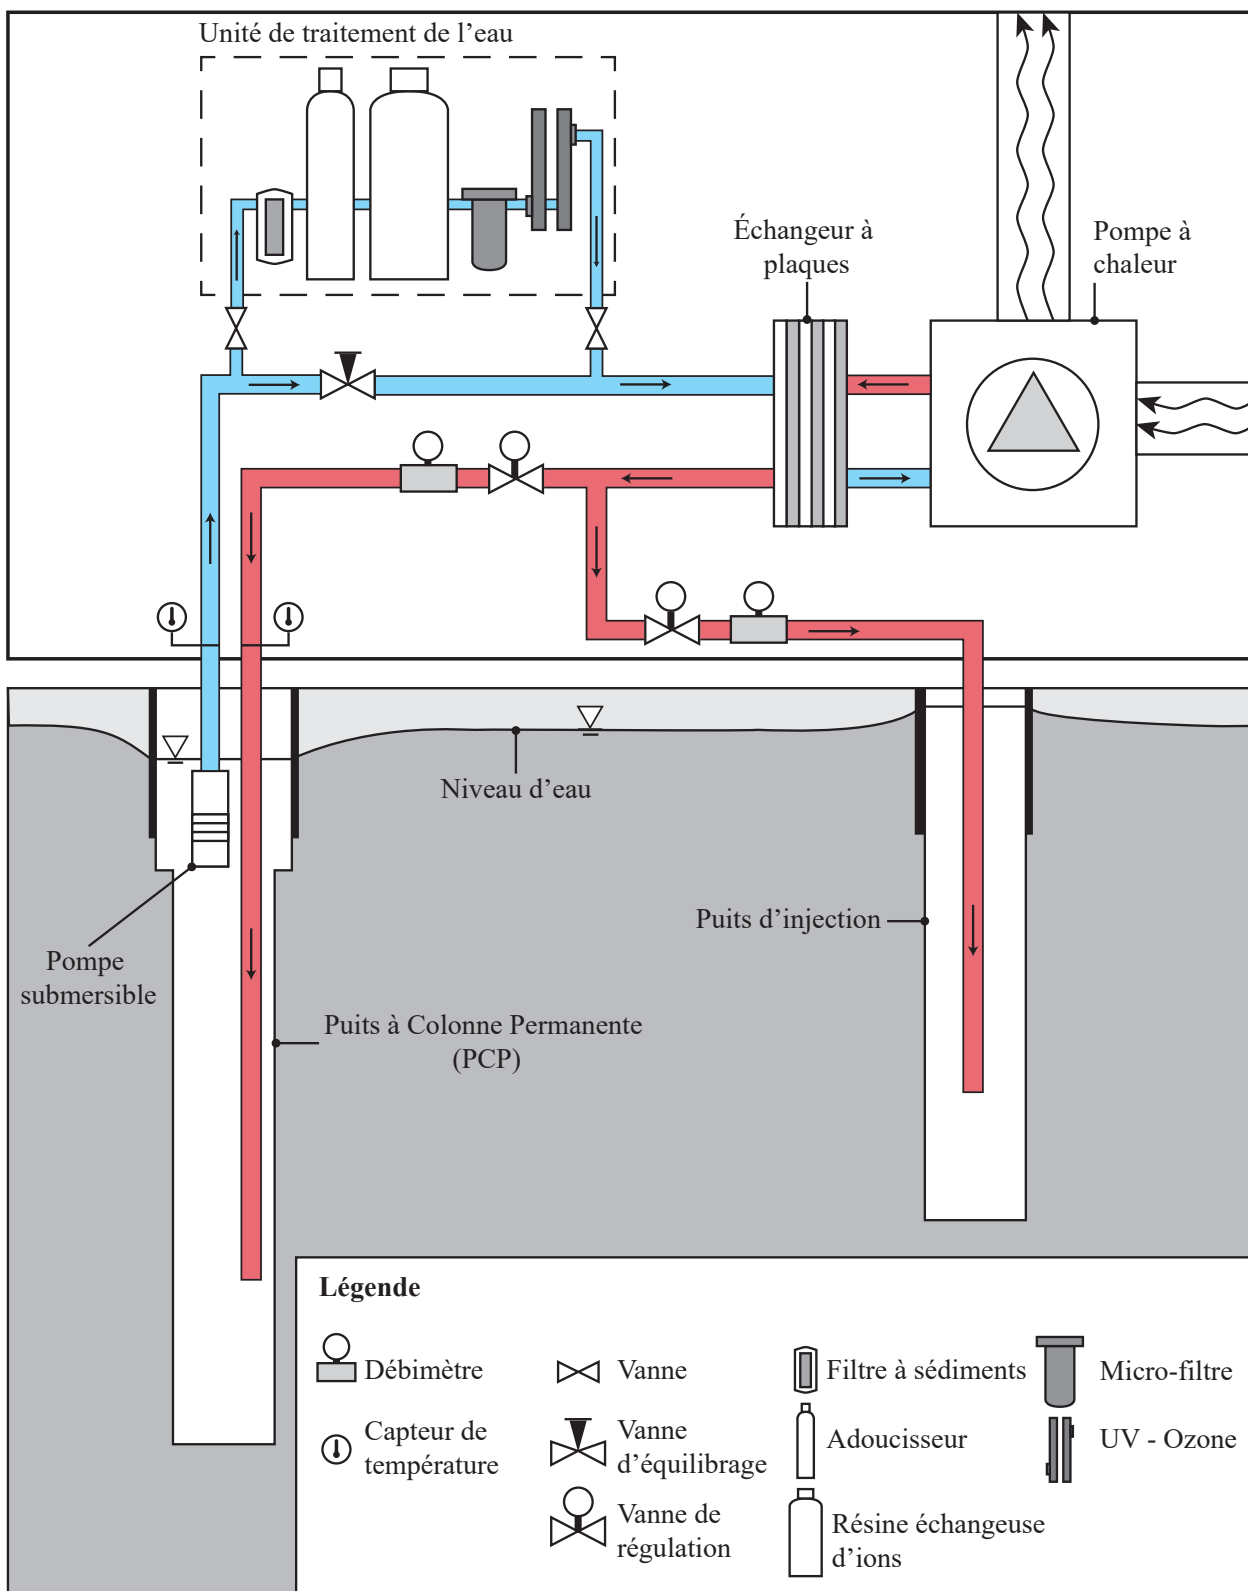 Unité de traitement de l’eau
Échangeur à
plaques
Pompe à
chaleur
Niveau d’eau
Puits d’injection
Pompe
submersible
Puits à Colonne Permanente
(PCP)
Légende
Débimètre
Vanne
Filtre à sédiments
Micro-filtre
Capteur de
température
Vanne
d’équilibrage
Adoucisseur
UV - Ozone
Vanne de
régulation
Résine échangeuse
d’ions